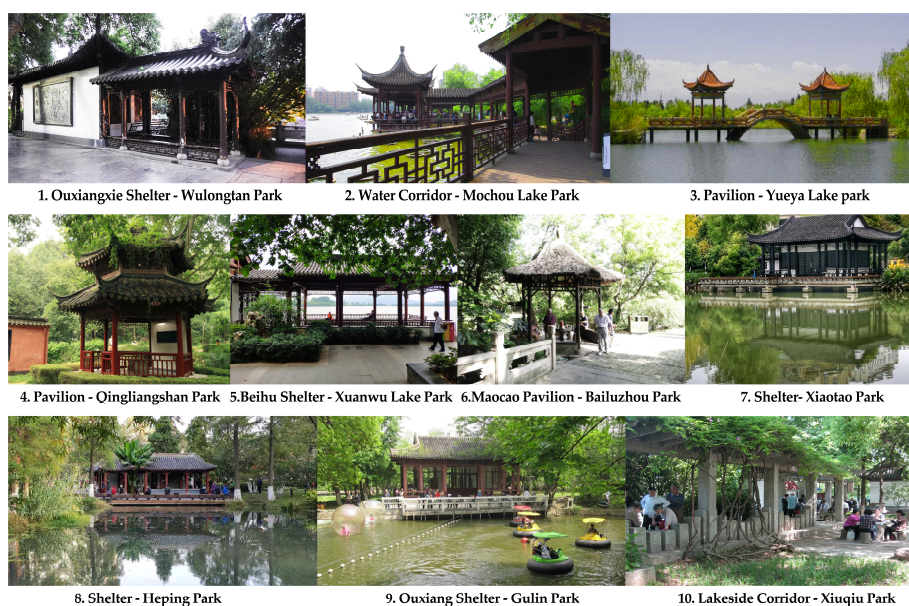 1. Ouxiangxie Shelter - Wulongtan Park
2. Water Corridor - Mochou Lake Park
3. Pavilion - Yueya Lake park
4. Pavilion - Qingliangshan Park
5.Beihu Shelter - Xuanwu Lake Park
6.Maocao Pavilion - Bailuzhou Park
7. Shelter- Xiaotao Park
8. Shelter - Heping Park
9. Ouxiang Shelter - Gulin Park
10. Lakeside Corridor - Xiuqiu Park